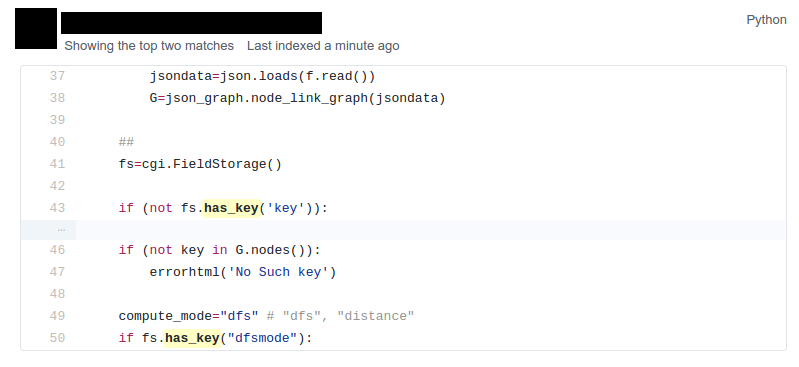 Python
Showing the top two matches Last indexed a minute ago
37 jsondata=json.loads(f.read())
38 G=json_graph.node_link_graph(jsondata)
39
40 ##
41 fs=cgi.FieldStorage()
42
43 if (not fs.has_key('key')):
…
46 if (not key in G.nodes()):
47 errorhtml('No Such key')
48
49 compute_mode="dfs" # "dfs", "distance"
50 if fs.has_key("dfsmode"):